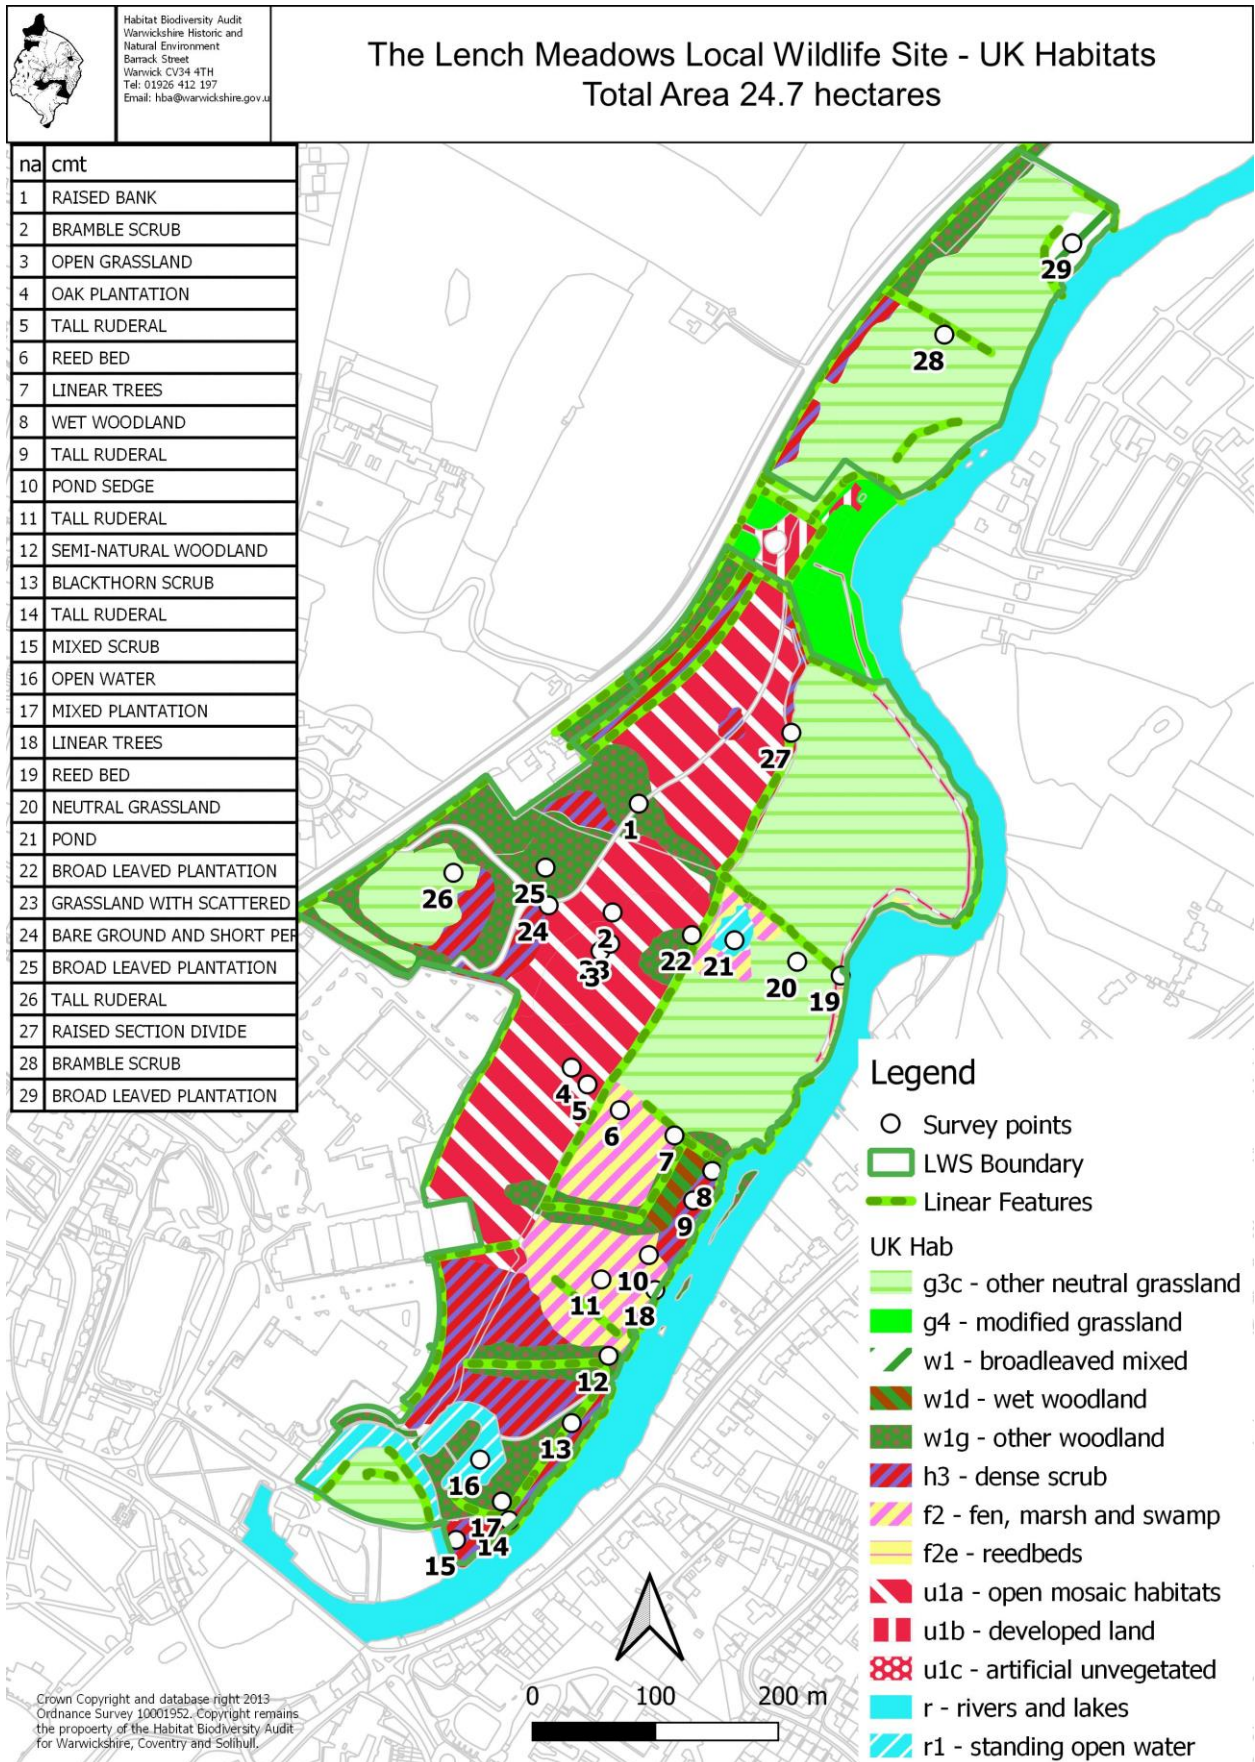 Habitat Biodiversity Audit
Warwickshire Historic and
Natural Environment
Barrack Street
Warwick CV34 4TH
Tel: 01926 412 197
Email: hba@warwickshire.gov.u
The Lench Meadows Local Wildlife Site - UK Habitats
Total Area 24.7 hectares
na cmt
1 RAISED BANK
2 BRAMBLE SCRUB
3 OPEN GRASSLAND
4 OAK PLANTATION
5 TALL RUDERAL
6 REED BED
7 LINEAR TREES
8 WET WOODLAND
9 TALL RUDERAL
10 POND SEDGE
11 TALL RUDERAL
12 SEMI-NATURAL WOODLAND
13 BLACKTHORN SCRUB
14 TALL RUDERAL
15 MIXED SCRUB
16 OPEN WATER
17 MIXED PLANTATION
18 LINEAR TREES
19 REED BED
20 NEUTRAL GRASSLAND
21 POND
22 BROAD LEAVED PLANTATION
23 GRASSLAND WITH SCATTERED
24 BARE GROUND AND SHORT PER
25 BROAD LEAVED PLANTATION
26 TALL RUDERAL
27 RAISED SECTION DIVIDE
28 BRAMBLE SCRUB
29 BROAD LEAVED PLANTATION
29
28
27
1
25
26
24
2
22
21
23
3
20
19
4
5
6
7
8
9
10
11
18
12
13
16
17
14
15
Legend
Survey points
LWS Boundary
Linear Features
UK Hab
g3c - other neutral grassland
g4 - modified grassland
w1 - broadleaved mixed
w1d - wet woodland
w1g - other woodland
h3 - dense scrub
f2 - fen, marsh and swamp
f2e - reedbeds
u1a - open mosaic habitats
u1b - developed land
u1c - artificial unvegetated
r - rivers and lakes
r1 - standing open water
0 100 200 m
Crown Copyright and database right 2013
Ordnance Survey 10001952. Copyright remains
the propoerty of the Habitat Biodiversity Audit
for Warwickshire, Coventry and Solihull.